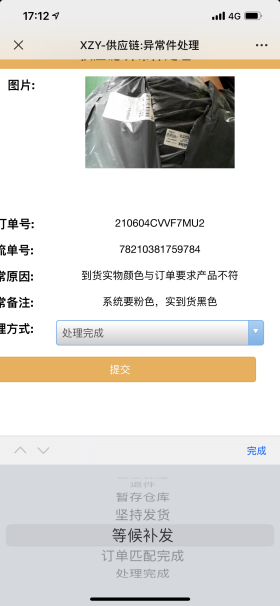 17:12
4G
XZY-供应链:异常件处理
图片:
订单号: 210604CVVF7MU2
流单号: 78210381759784
常原因: 到货实物颜色与订单要求产品不符
常备注: 系统要粉色，实到货黑色
理方式: 处理完成
提交
完成
退件
暂存仓库
坚持发货
等候补发
订单匹配完成
处理完成